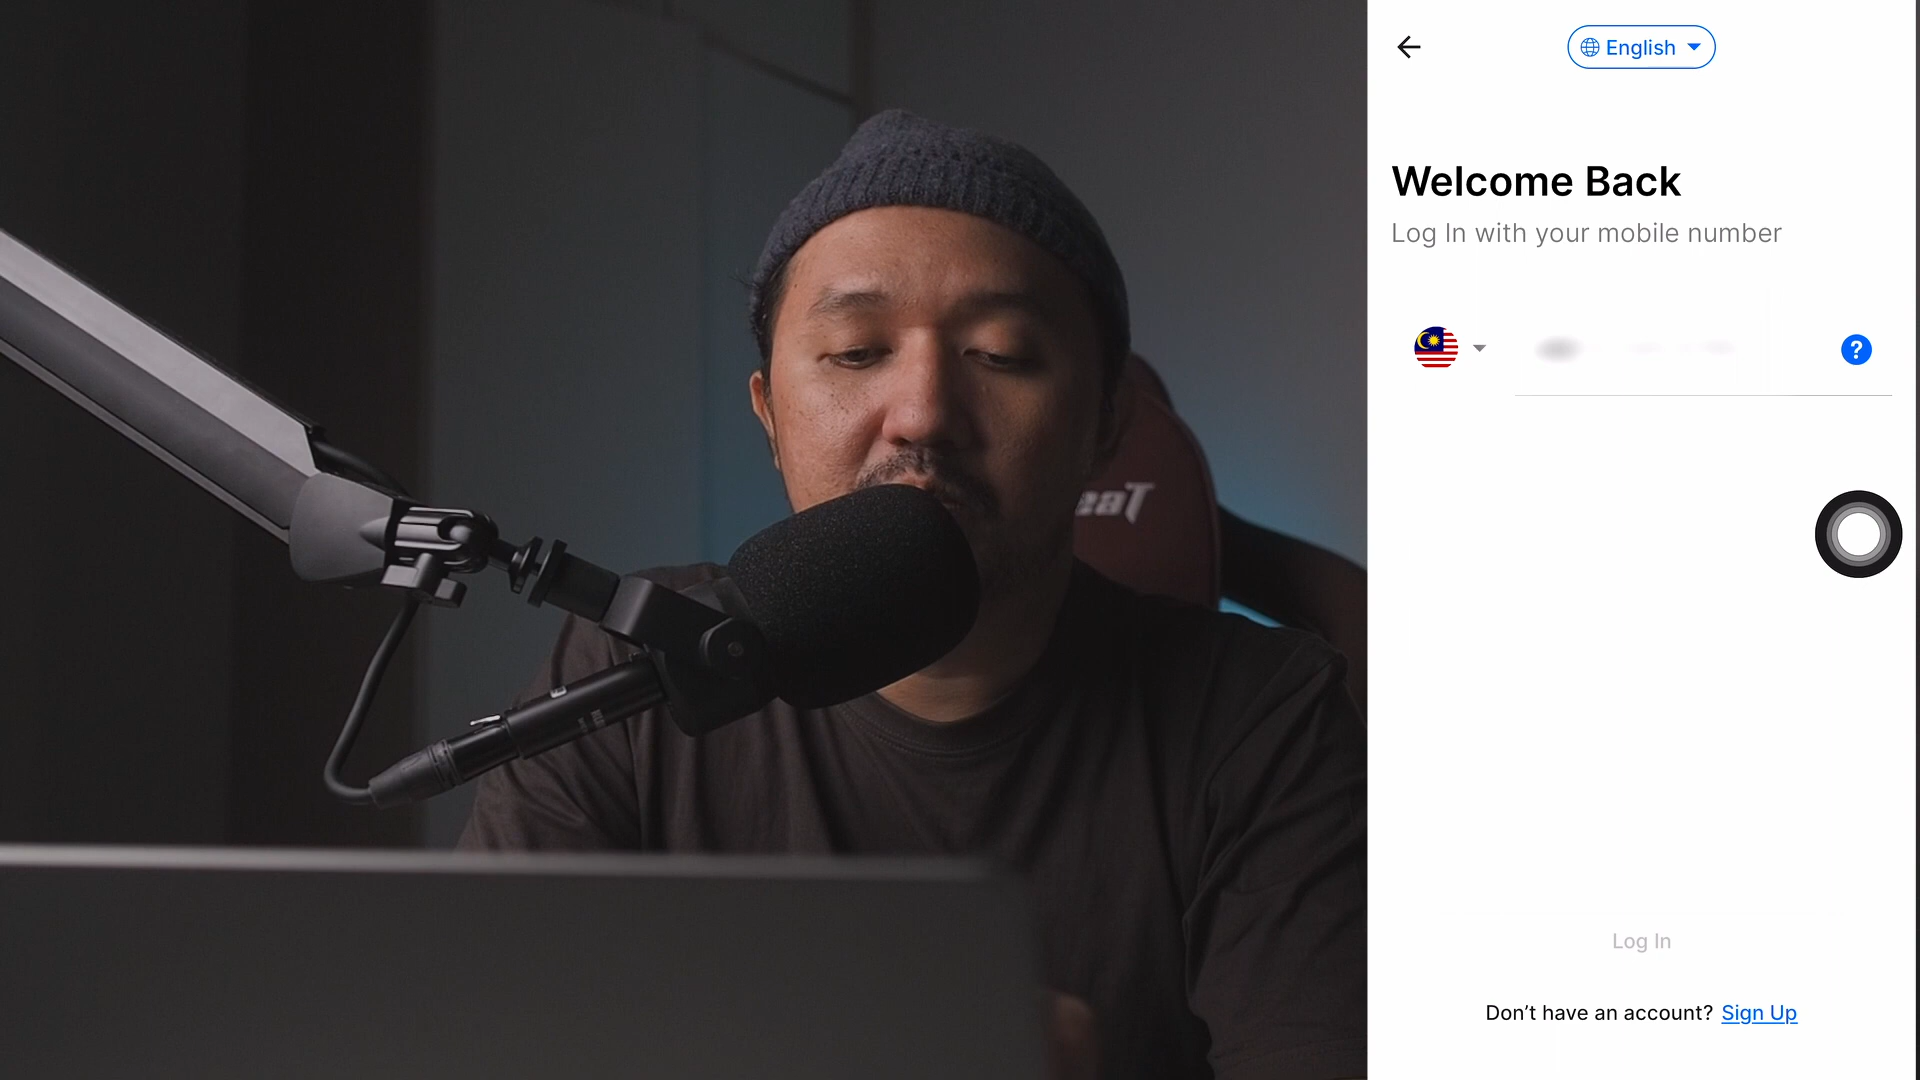 English
Welcome Back
Log In with your mobile number
?
Log In
Don’t have an account? Sign Up